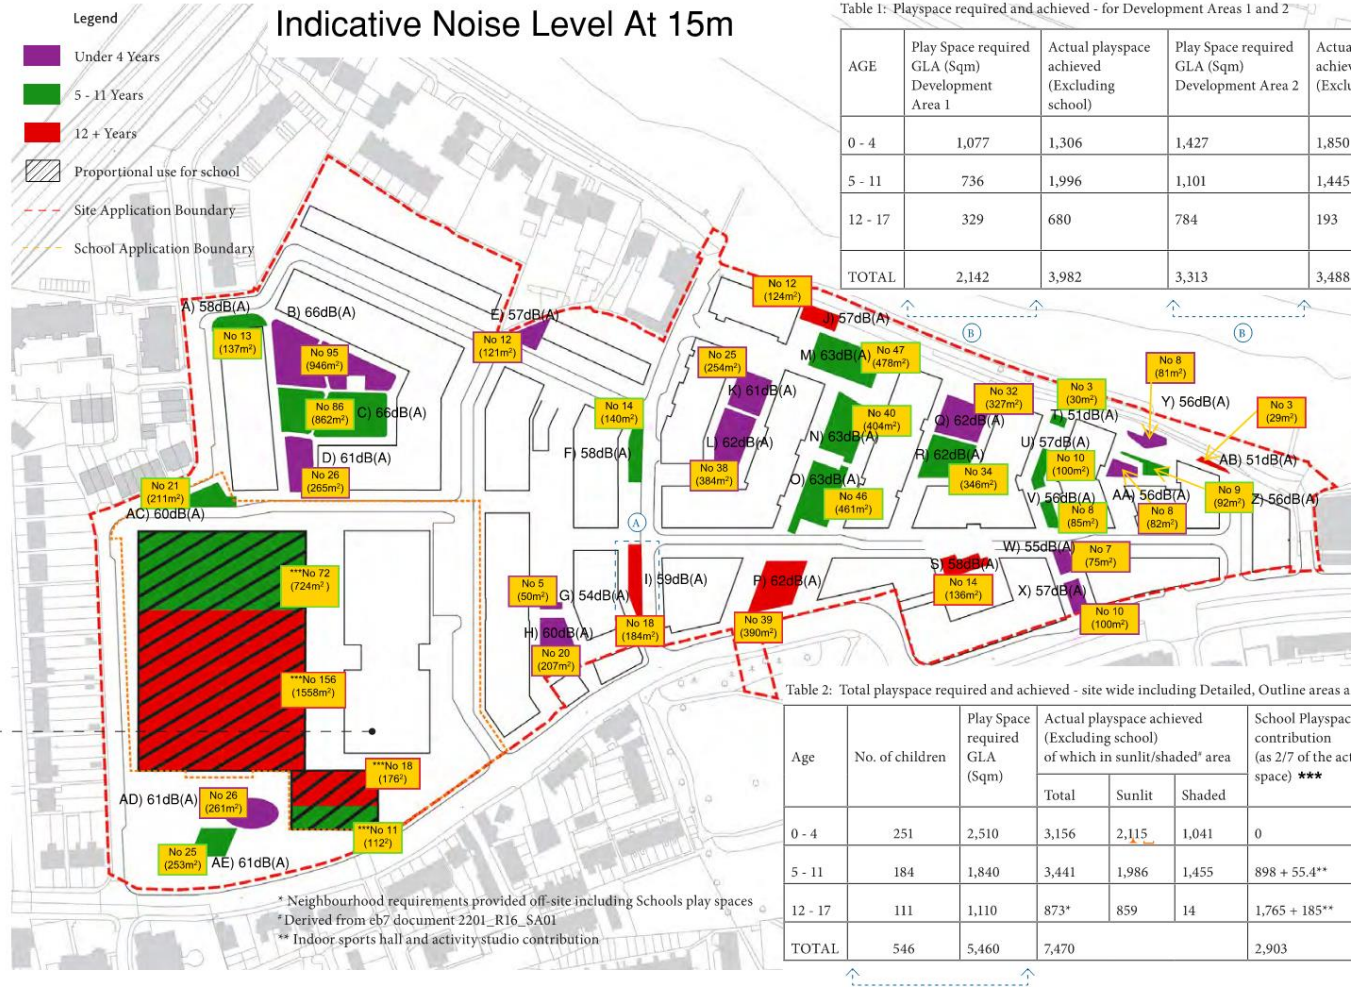 Legend
Under 4 Years
5 - 11 Years
12 + Years
Proportional use for school
Site Application Boundary
School Application Boundary
Indicative Noise Level At 15m
Table 1: Playspace required and achieved - for Development Areas 1 and 2
AGE
Play Space required
GLA (Sqm)
Development
Area 1
Actual playspace
achieved
(Excluding
school)
Play Space required
GLA (Sqm)
Development Area 2
Actua
achiev
(Exclu
0 - 4 1,077 1,306 1,427 1,850
5 - 11 736 1,996 1,101 1,445
12 - 17 329 680 784 193
TOTAL 2,142 3,982 3,313 3,488
B
B
A) 58dB(A)
No 13
(137m²)
B) 66dB(A)
No 95
(946m²)
No 86
(862m²)
C) 66dB(A)
D) 61dB(A)
No 26
(265m²)
E) 57dB(A)
No 12
(121m²)
No 14
(140m²)
F) 58dB(A)
No 12
(124m²)
J) 57dB(A)
No 25
(254m²)
K) 61dB(A)
L) 62dB(A)
No 38
(384m²)
M) 63dB(A)
No 47
(478m²)
No 40
(404m²)
N) 63dB(A)
O) 63dB(A)
No 46
(461m²)
No 32
(327m²)
Q) 62dB(A)
R) 62dB(A)
No 34
(346m²)
No 3
(30m²)
T) 51dB(A)
U) 57dB(A)
No 10
(100m²)
V) 56dB(A)
No 8
(85m²)
No 8
(81m²)
Y) 56dB(A)
No 3
(29m²)
AB) 51dB(A)
AA) 56dB(A)
No 8
(82m²)
No 9
(92m²)
Z) 56dB(A)
No 21
(211m²)
AC) 60dB(A)
A
***No 72
(724m²)
***No 156
(1558m²)
***No 18
(176²)
***No 11
(112²)
AD) 61dB(A)
No 26
(261m²)
No 25
(253m²)
AE) 61dB(A)
No 5
(50m²)
G) 54dB(A)
H) 60dB(A)
No 20
(207m²)
I) 59dB(A)
No 18
(184m²)
P) 62dB(A)
No 39
(390m²)
S) 58dB(A)
No 14
(136m²)
W) 55dB(A)
No 7
(75m²)
X) 57dB(A)
No 10
(100m²)
* Neighbourhood requirements provided off-site including Schools play spaces
# Derived from eb7 document 2201_R16_SA01
** Indoor sports hall and activity studio contribution
Table 2: Total playspace required and achieved - site wide including Detailed, Outline areas a
Age
No. of children
Play Space
required
GLA
(Sqm)
Actual playspace achieved
(Excluding school)
of which in sunlit/shaded# area
Total Sunlit Shaded
School Playspac
contribution
(as 2/7 of the act
space) ***
0 - 4 251 2,510 3,156 2,115 1,041 0
5 - 11 184 1,840 3,441 1,986 1,455 898 + 55.4**
12 - 17 111 1,110 873* 859 14 1,765 + 185**
TOTAL 546 5,460 7,470 2,903